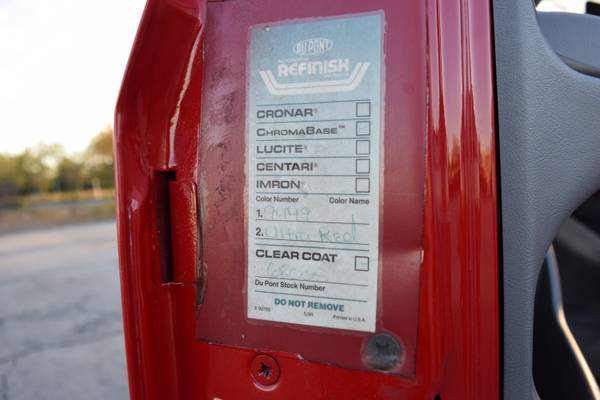 DU PONT
REFINISH
CRONAR®
CHROMABASE™
LUCITE®
CENTARI®
IMRON®
Color Number Color Name
1.
2. Ultra Red
CLEAR COAT
Du Pont Stock Number
DO NOT REMOVE
Printed in U.S.A.